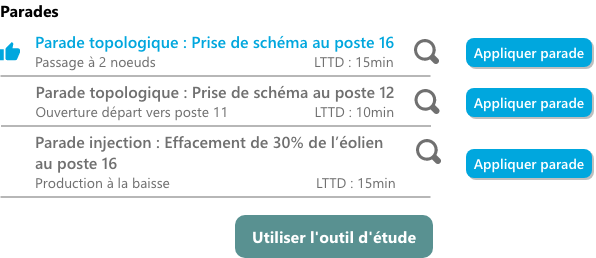 Parades
Parade topologique : Prise de schéma au poste 16
Passage à 2 noeuds LTTD : 15min
Appliquer parade
Parade topologique : Prise de schéma au poste 12
Ouverture départ vers poste 11 LTTD : 10min
Appliquer parade
Parade injection : Effacement de 30% de l’éolien
au poste 16
Production à la baisse LTTD : 15min
Appliquer parade
Utiliser l'outil d'étude